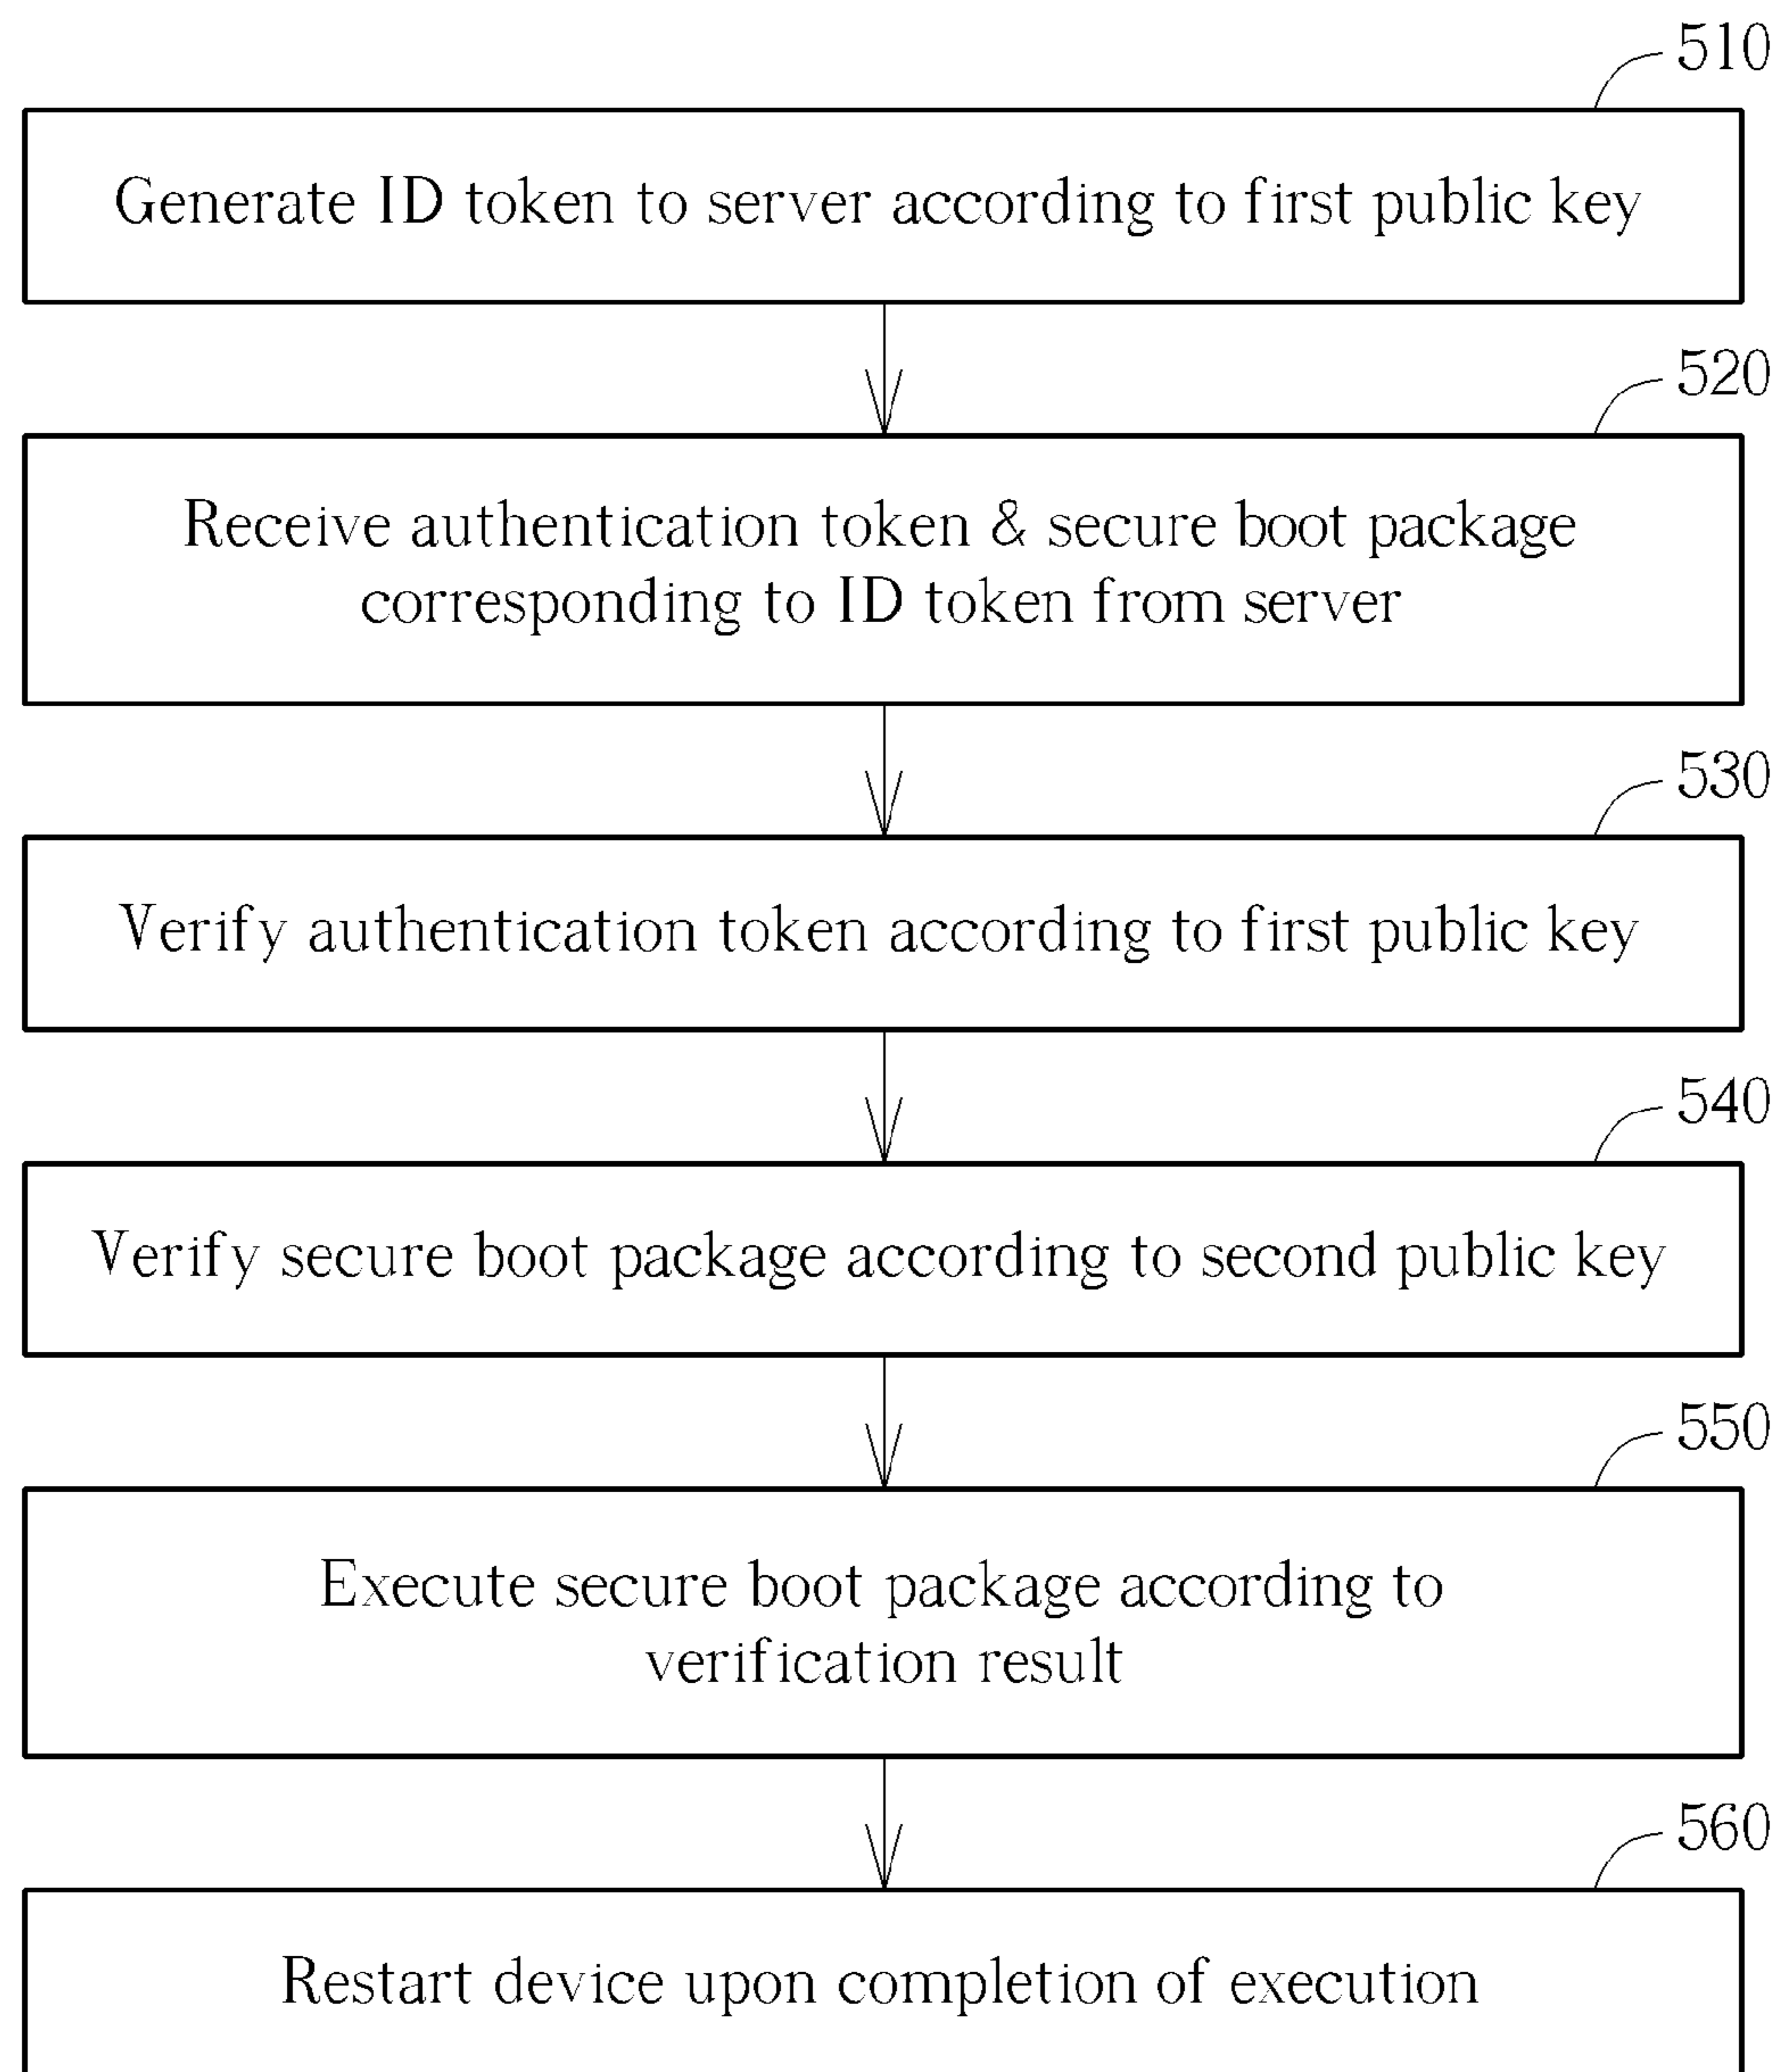 510
Generate ID token to server according to first public key
520
Receive authentication token & secure boot package
corresponding to ID token from server
530
Verify authentication token according to first public key
540
Verify secure boot package according to second public key
550
Execute secure boot package according to
verification result
560
Restart device upon completion of execution